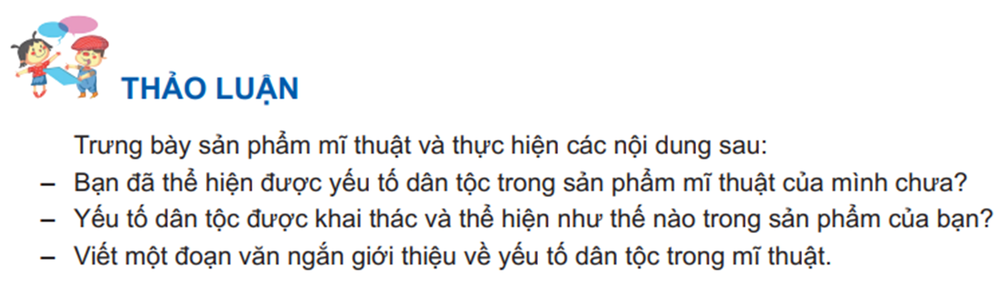 THẢO LUẬN
Trưng bày sản phẩm mĩ thuật và thực hiện các nội dung sau:
– Bạn đã thể hiện được yếu tố dân tộc trong sản phẩm mĩ thuật của mình chưa?
– Yếu tố dân tộc được khai thác và thể hiện như thế nào trong sản phẩm của bạn?
– Viết một đoạn văn ngắn giới thiệu về yếu tố dân tộc trong mĩ thuật.